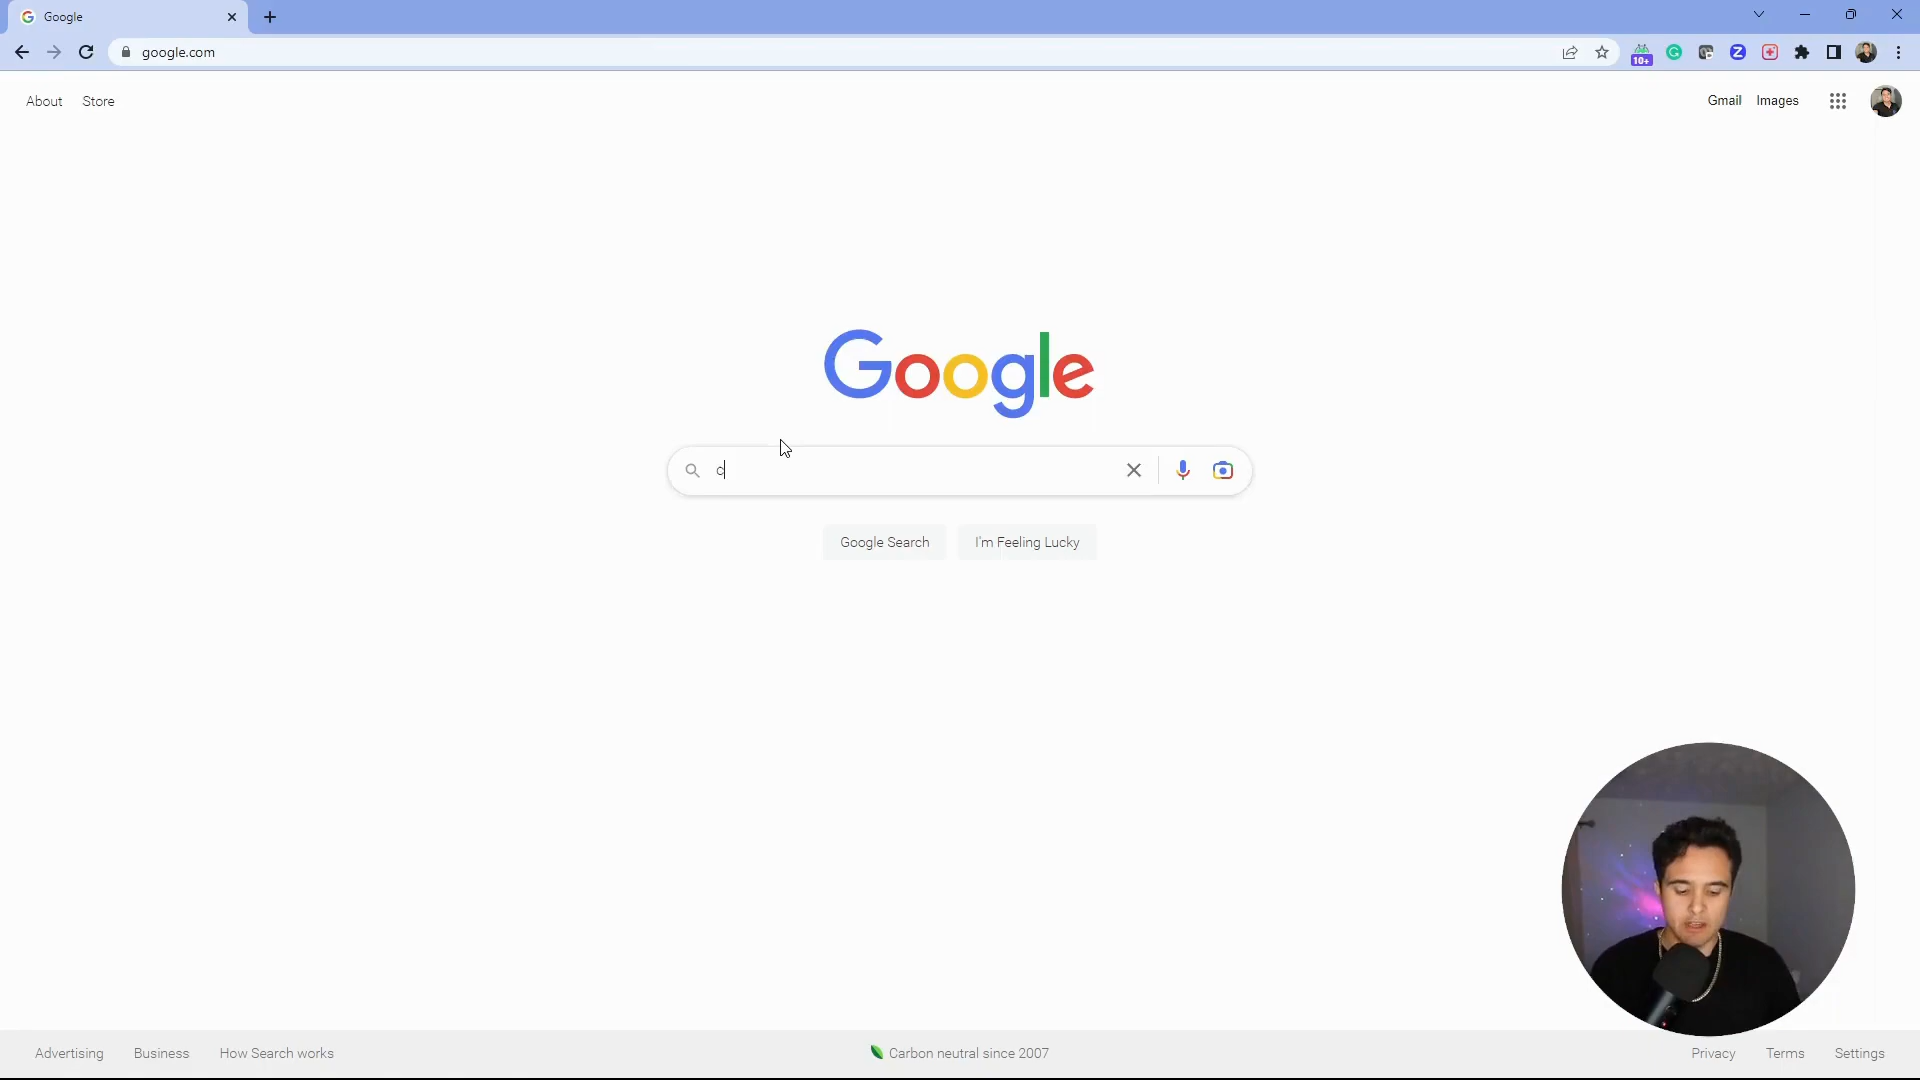 Google
google.com
10+
About Store
Gmail Images
Google
c
Google Search I'm Feeling Lucky
Advertising Business How Search works
Carbon neutral since 2007
Privacy Terms Settings